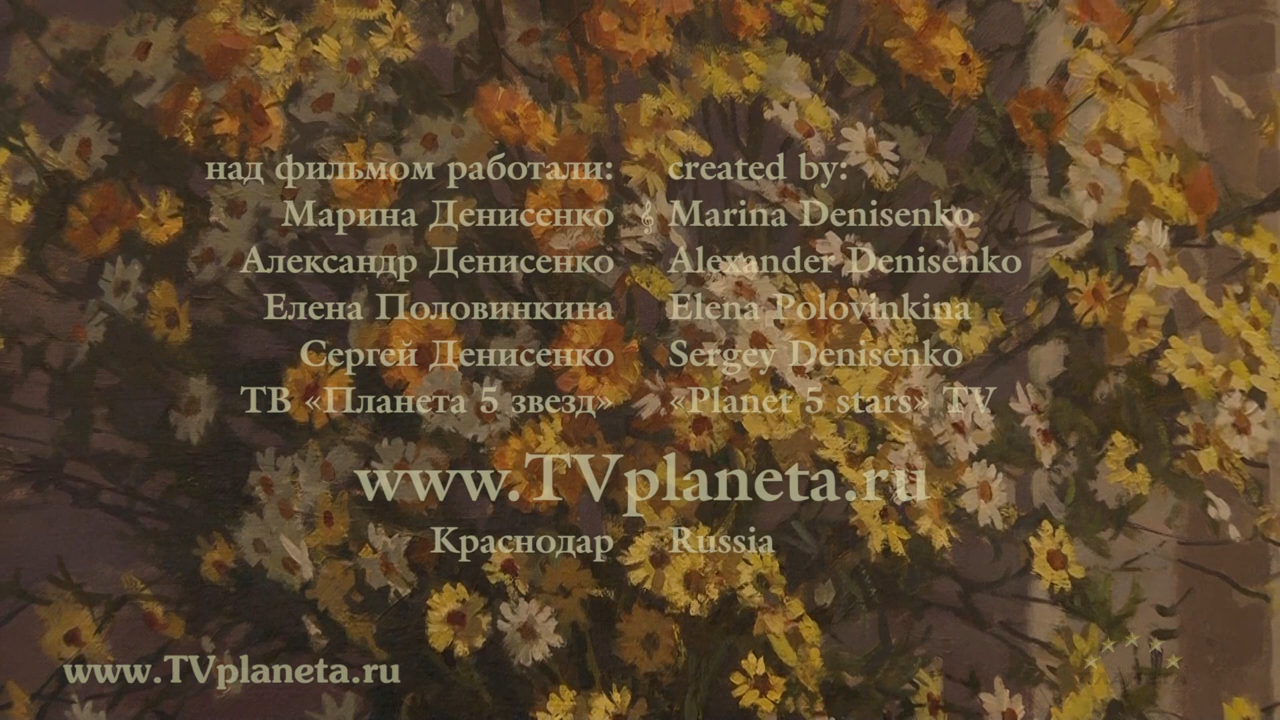 над фильмом работали: created by:
Марина Денисенко Marina Denisenko
Александр Денисенко Alexander Denisenko
Елена Половинкина Elena Polovinkina
Сергей Денисенко Sergey Denisenko
ТВ «Планета 5 звезд» «Planet 5 stars» TV
www.TVplaneta.ru
Краснодар Russia
www.TVplaneta.ru